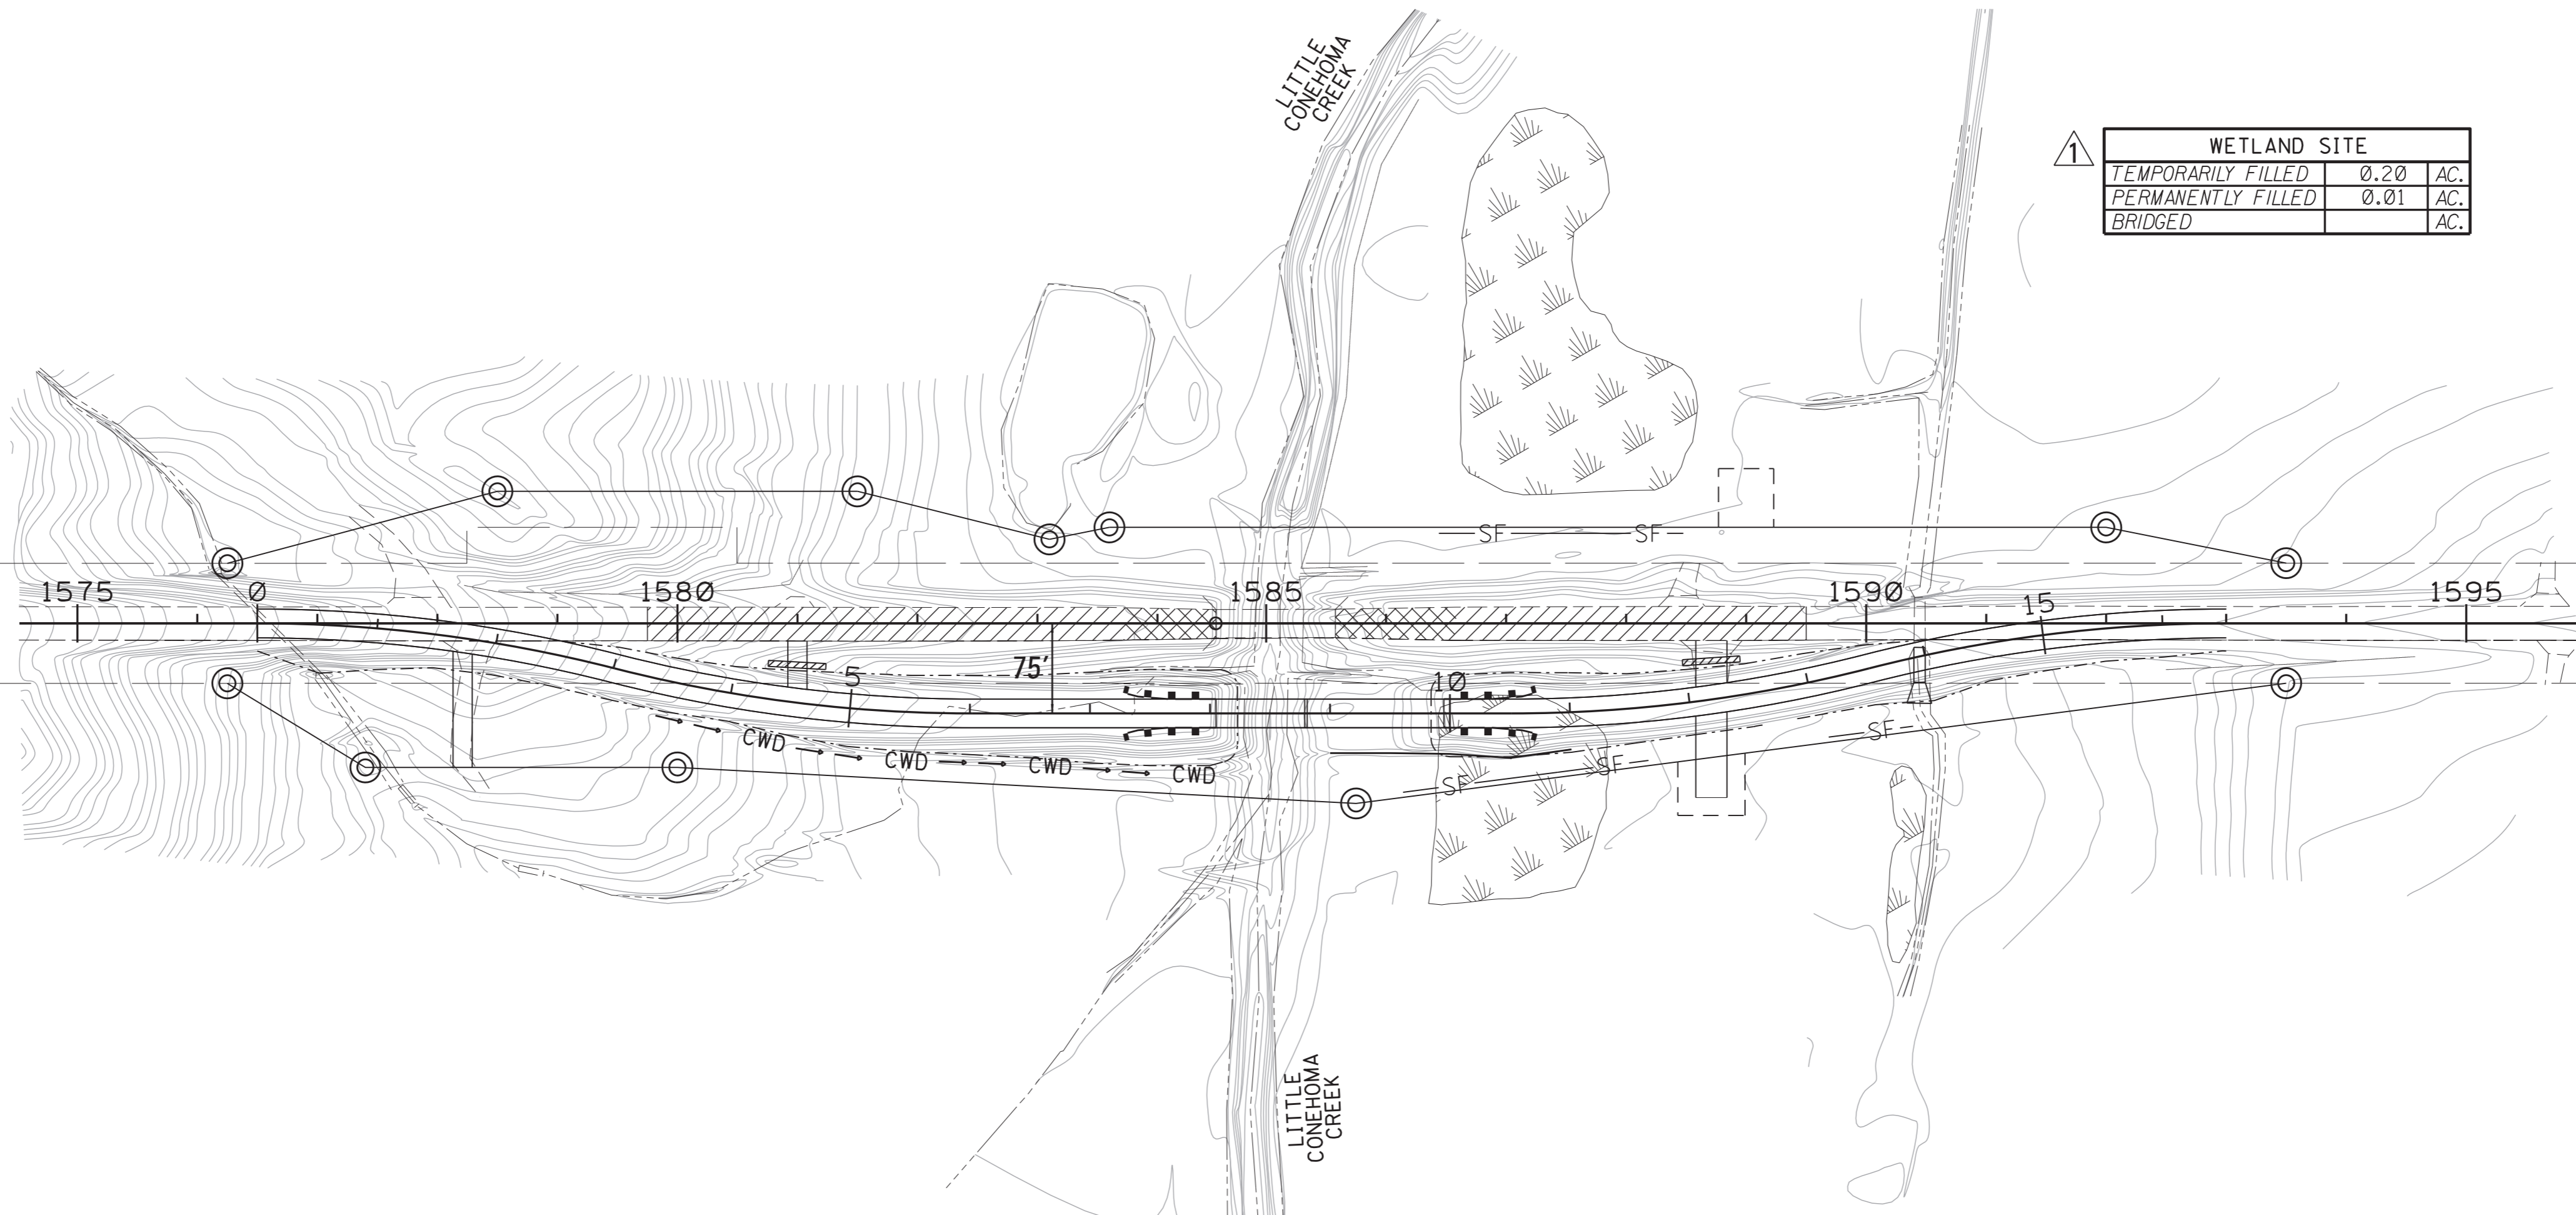 LITTLE
CONEHOMA
CREEK
1
WETLAND SITE
TEMPORARILY FILLED 0.20 AC.
PERMANENTLY FILLED 0.01 AC.
BRIDGED AC.
SF SF
1575 0 1580 1585 1590 15 1595
75'
5
10
CWD CWD CWD CWD
SF SF SF
LITTLE
CONEHOMA
CREEK